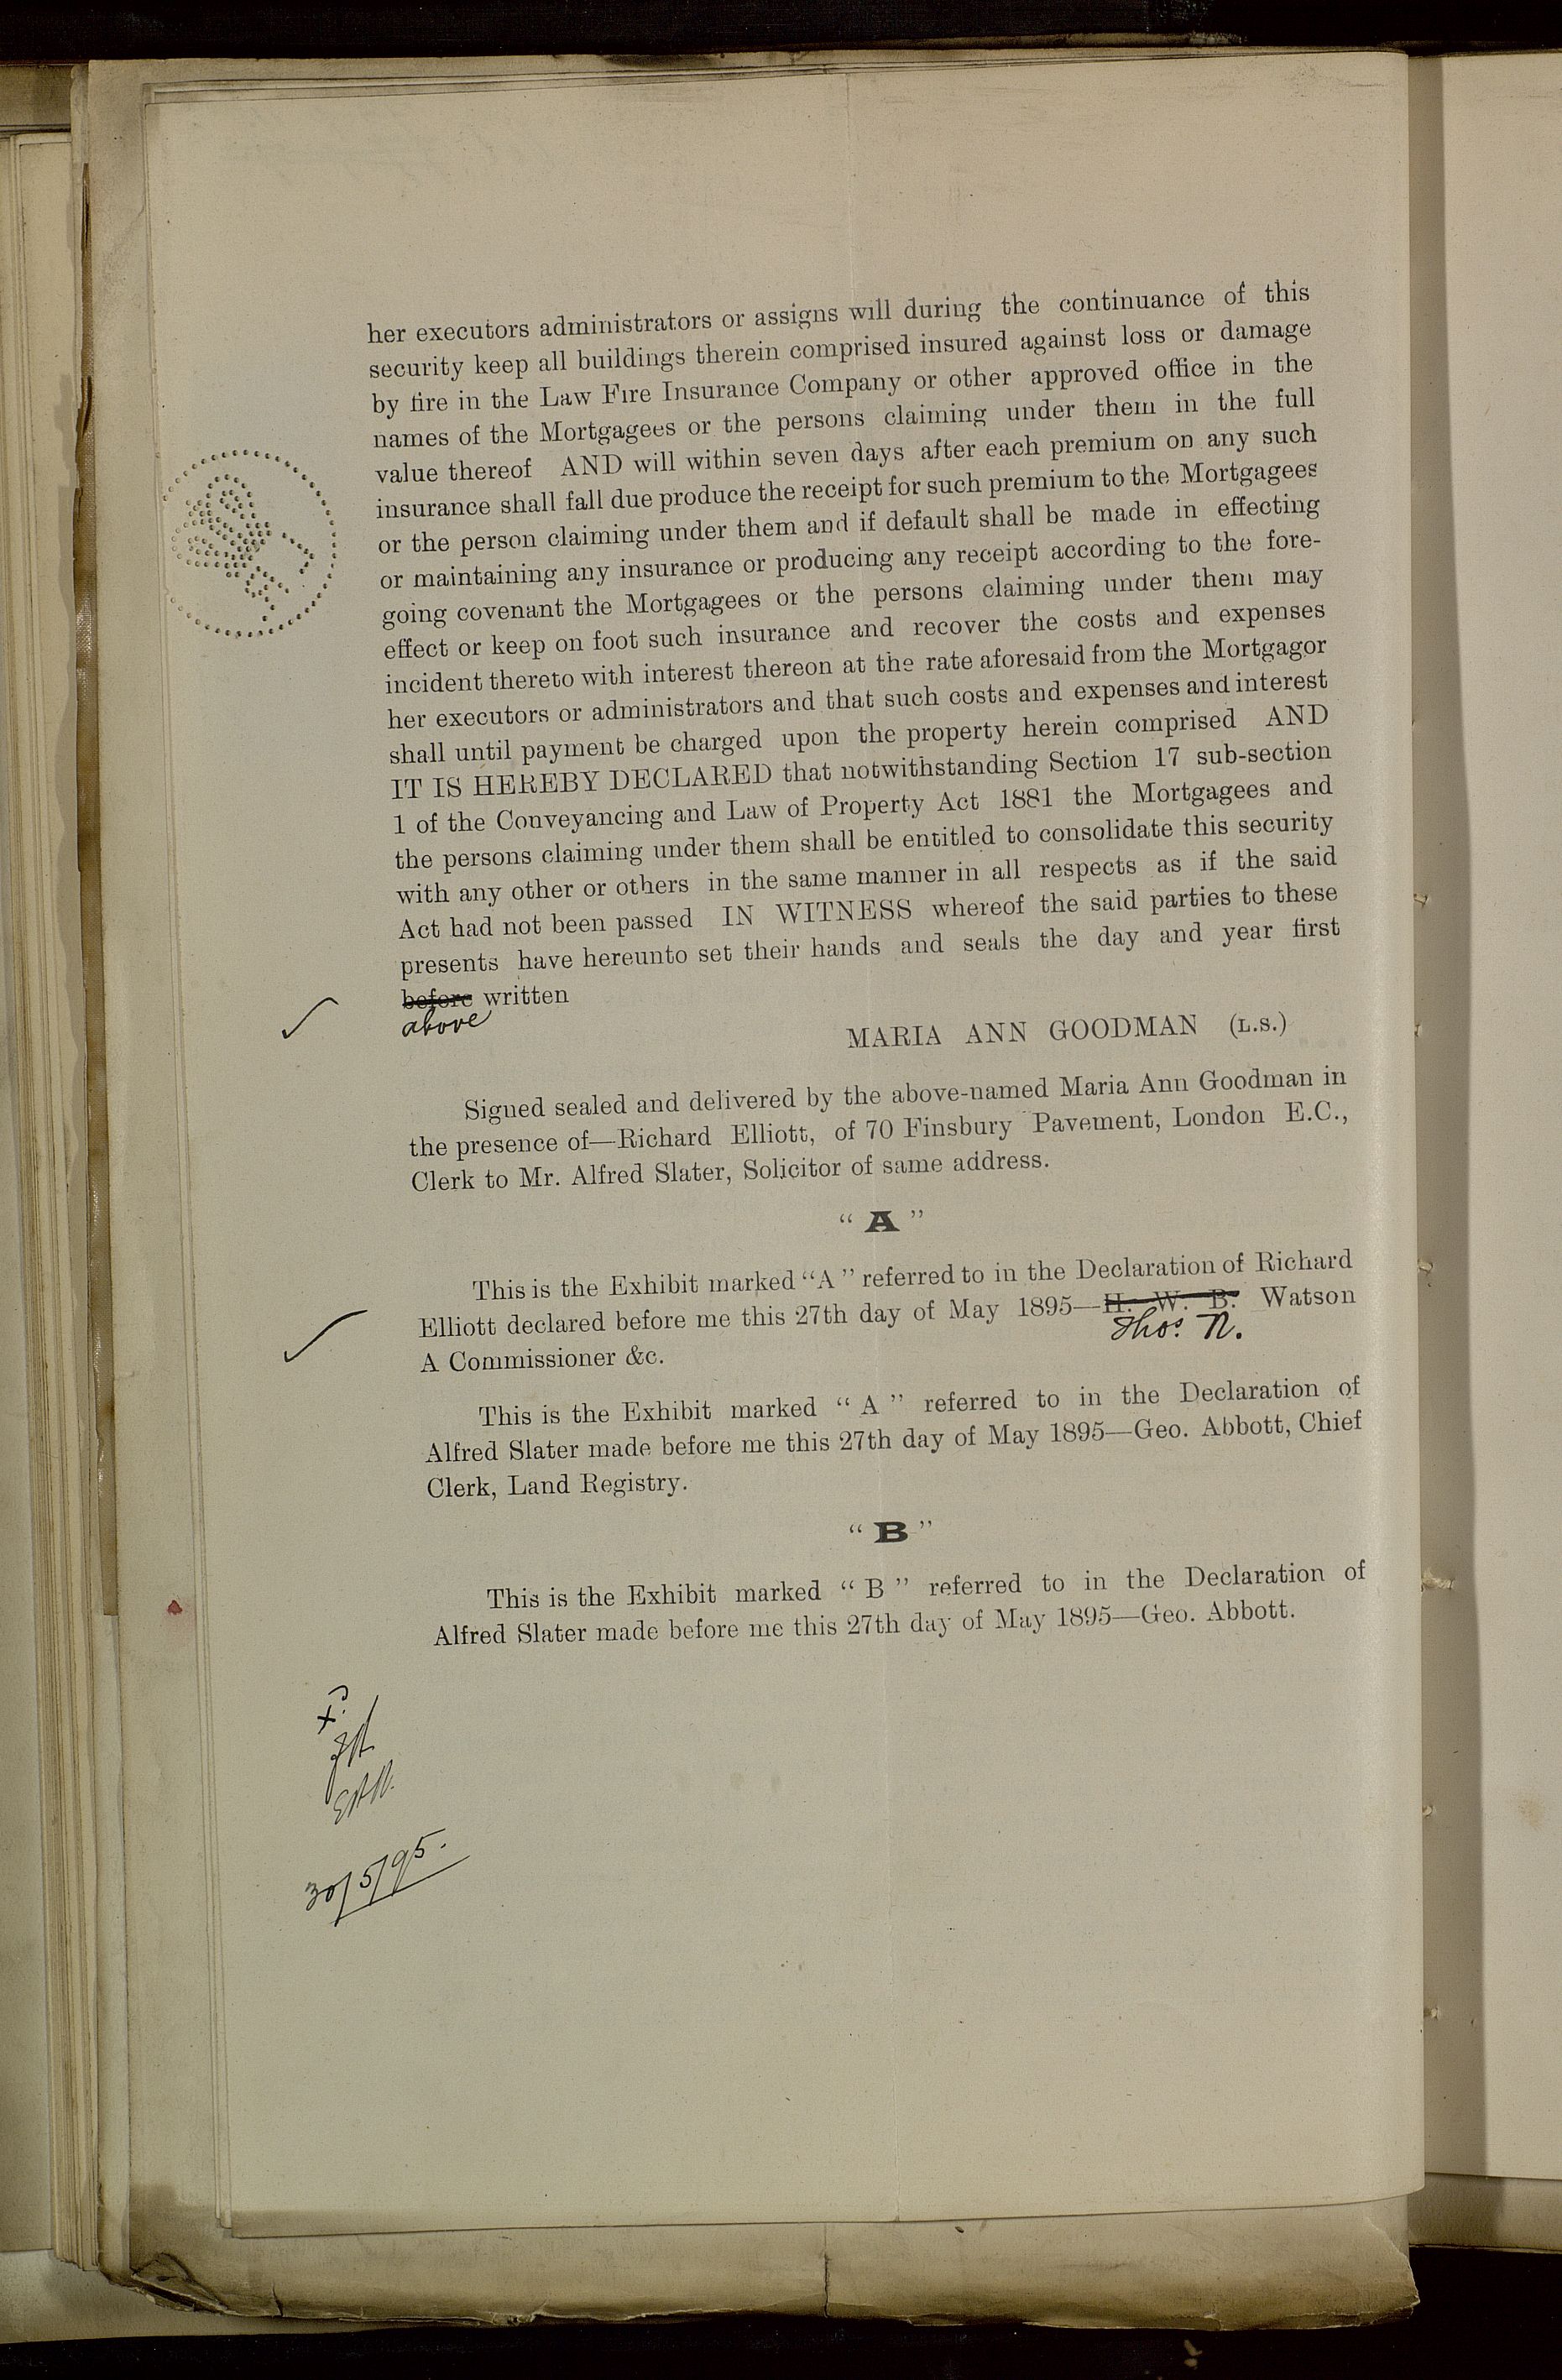 her executors administrators or assigns will during the continuance of this
security keep all buildings therein comprised insured against loss or damage
by fire in the Law Fire Insurance Company or other approved office in the
names of the Mortgagees or the persons claiming under them in the full
value thereof AND will within seven days after each premium on any such
insurance shall fall due produce the receipt for such premium to the Mortgagees
or the person claiming under them and if default shall be made in effecting
or maintaining any insurance or producing any receipt according to the fore-
going covenant the Mortgagees or the persons claiming under them may
effect or keep on foot such insurance and recover the costs and expenses
incident thereto with interest thereon at the rate aforesaid from the Mortgagor
her executors or administrators and that such costs and expenses and interest
shall until payment be charged upon the property herein comprised AND
IT IS HEREBY DECLARED that notwithstanding Section 17 sub-section
1 of the Conveyancing and Law of Property Act 1881 the Mortgagees and
the persons claiming under them shall be entitled to consolidate this security
with any other or others in the same manner in all respects as if the said
Act had not been passed IN WITNESS whereof the said parties to these
presents have hereunto set their hands and seals the day and year first
before written
above
MARIA ANN GOODMAN (L.S.)
Signed sealed and delivered by the above-named Maria Ann Goodman in
the presence of—Richard Elliott, of 70 Finsbury Pavement, London E.C.,
Clerk to Mr. Alfred Slater, Solicitor of same address.
"A"
This is the Exhibit marked "A" referred to in the Declaration of Richard
Elliott declared before me this 27th day of May 1895—H. W. B. Watson
Thos. N.
A Commissioner &c.
This is the Exhibit marked "A" referred to in the Declaration of
Alfred Slater made before me this 27th day of May 1895—Geo. Abbott, Chief
Clerk, Land Registry.
"B"
This is the Exhibit marked "B" referred to in the Declaration of
Alfred Slater made before me this 27th day of May 1895—Geo. Abbott.
30/5/95.